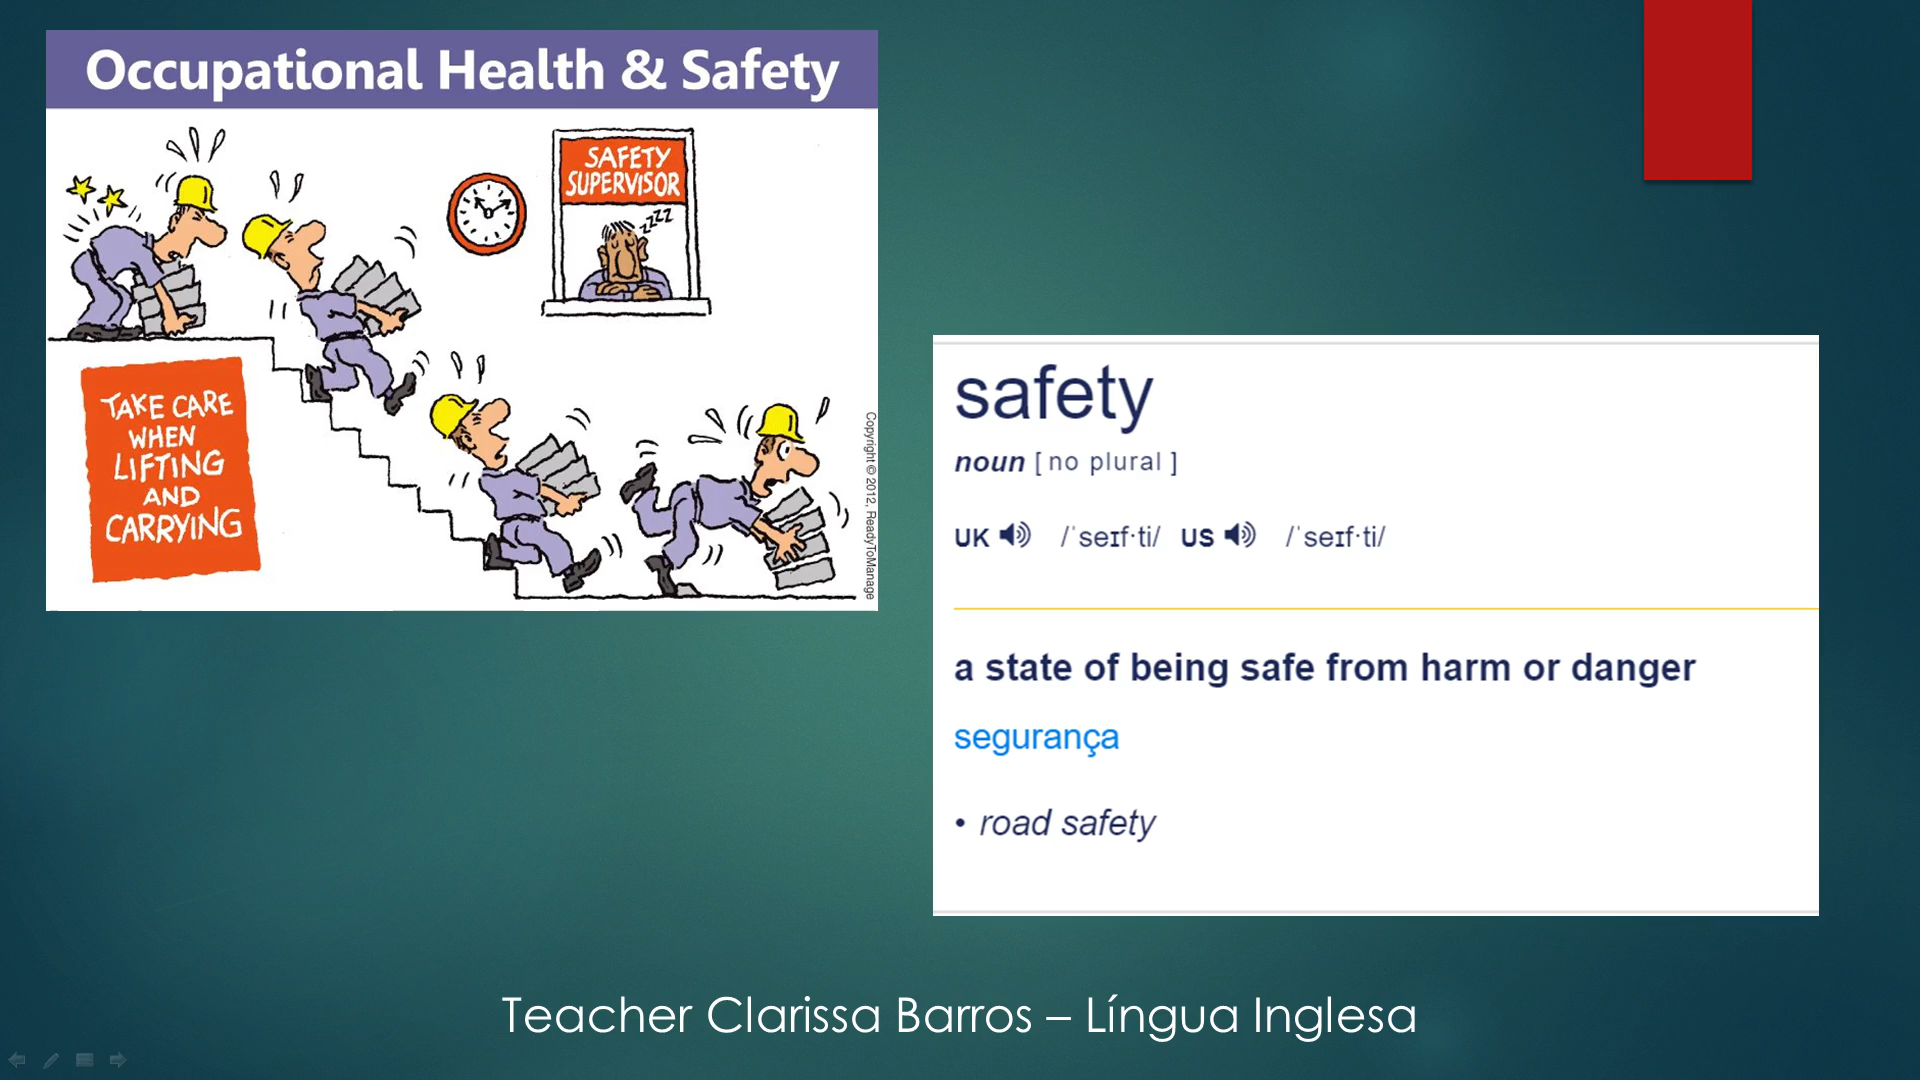 Occupational Health & Safety
SAFETY
SUPERVISOR
zzzz
TAKE CARE
WHEN
LIFTING
AND
CARRYING
Copyright © 2012, ReadyToManage
safety
noun [ no plural ]
UK /ˈseɪf·ti/ US /ˈseɪf·ti/
a state of being safe from harm or danger
segurança
• road safety
Teacher Clarissa Barros – Língua Inglesa